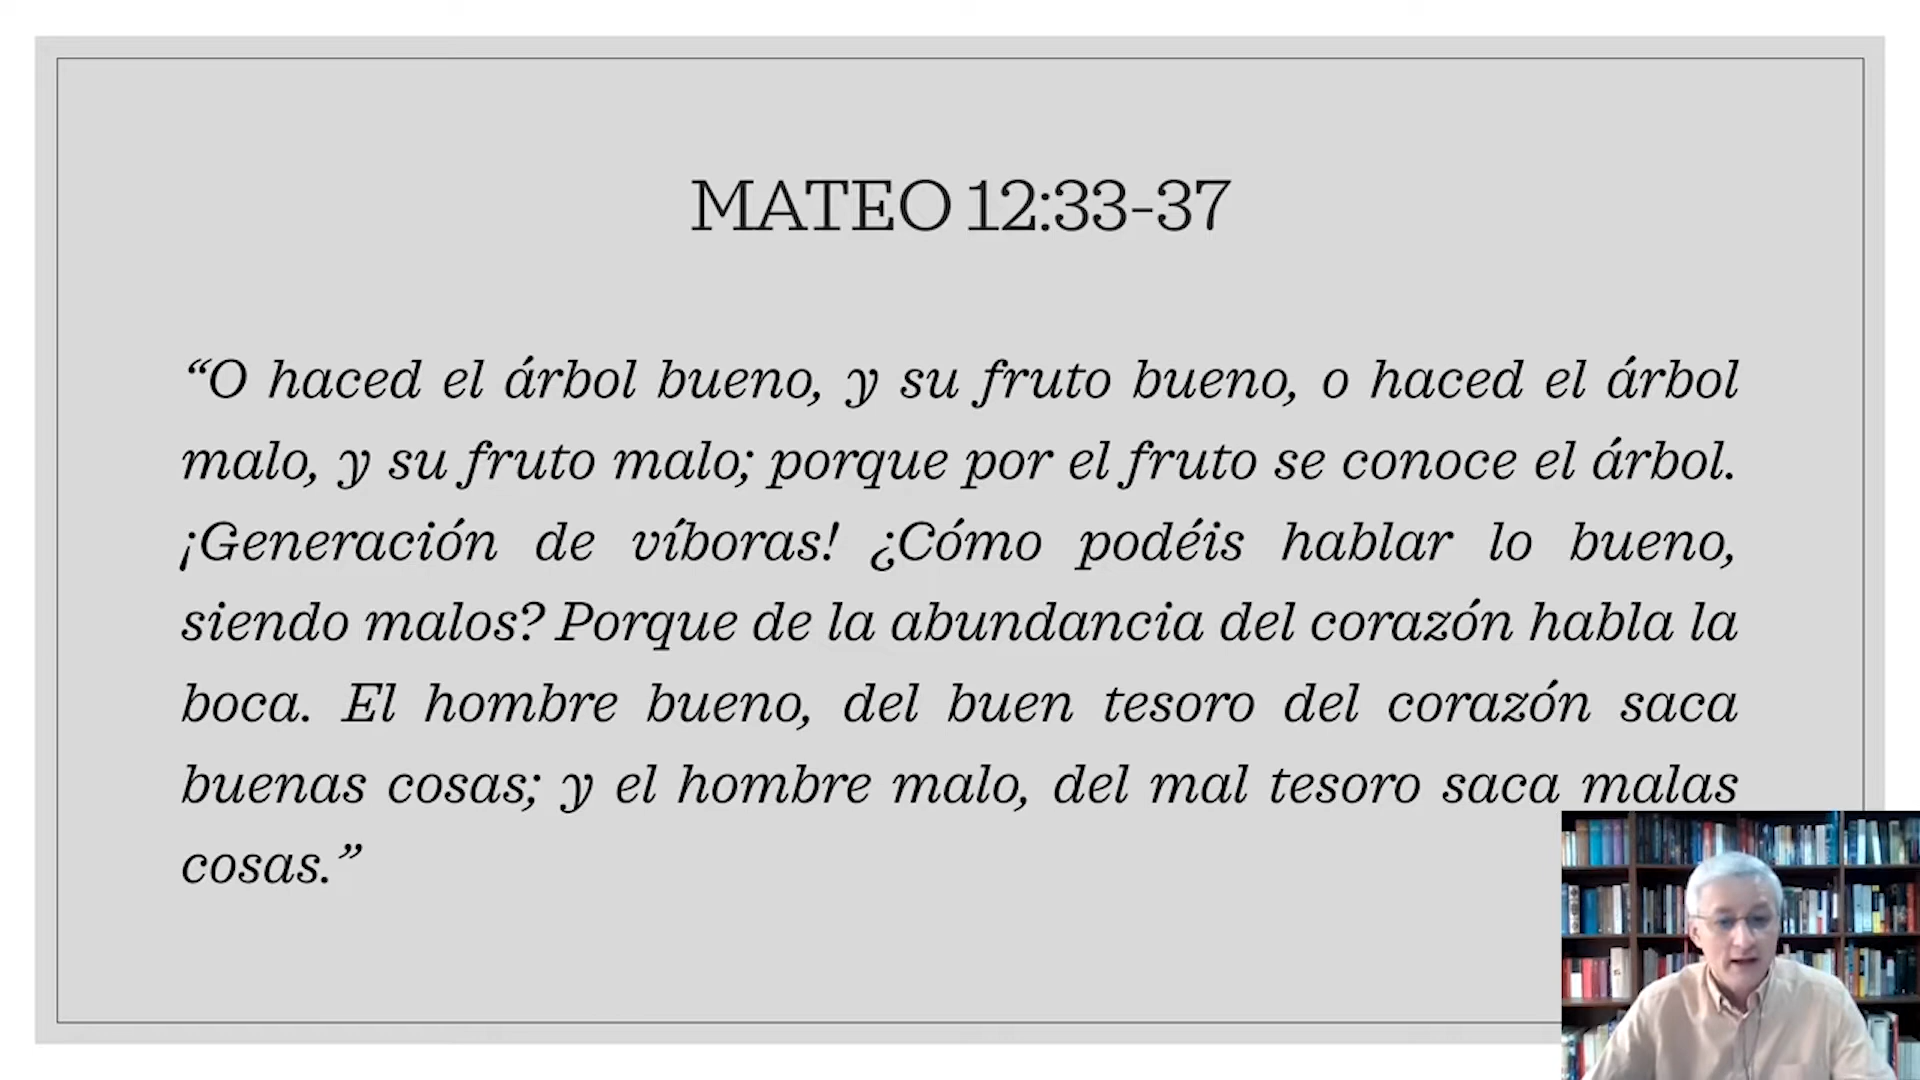 MATEO 12:33-37
“O haced el árbol bueno, y su fruto bueno, o haced el árbol
malo, y su fruto malo; porque por el fruto se conoce el árbol.
¡Generación de víboras! ¿Cómo podéis hablar lo bueno,
siendo malos? Porque de la abundancia del corazón habla la
boca. El hombre bueno, del buen tesoro del corazón saca
buenas cosas; y el hombre malo, del mal tesoro saca malas
cosas.”